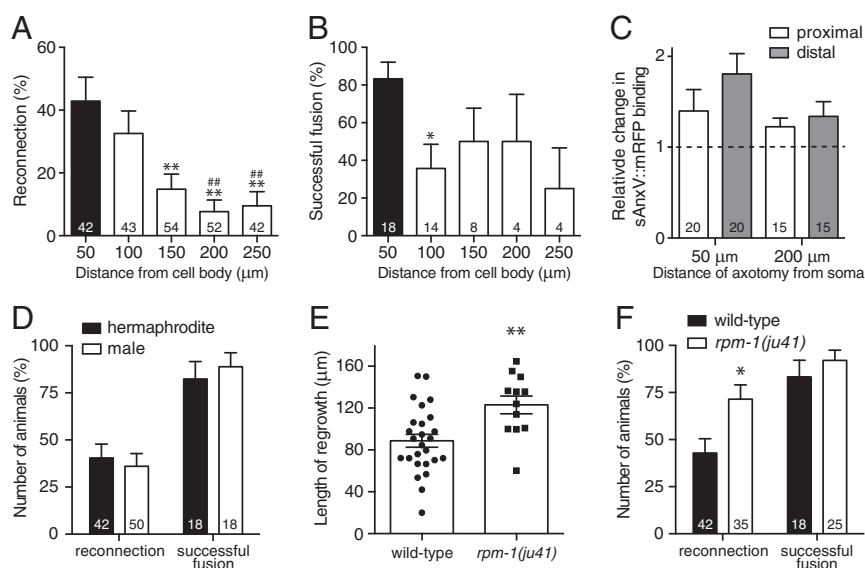 A
Reconnection (%)
60
40
20
0
**
##
**
##
**
42
43
54
52
42
50
100
150
200
250
Distance from cell body (μm)
B
Successful fusion (%)
100
80
60
40
20
0
*
18
14
8
4
4
50
100
150
200
250
Distance from cell body (μm)
C
proximal
distal
Relativde change in
sAnxV::mRFP binding
2
1
0
20
20
15
15
50 μm
200 μm
Distance of axotomy from soma
D
hermaphrodite
male
Number of animals (%)
100
75
50
25
0
42
50
18
18
reconnection
successful
fusion
E
Length of regrowth (μm)
160
120
80
40
0
**
wild-type
rpm-1(ju41)
F
wild-type
rpm-1(ju41)
Number of animals (%)
100
75
50
25
0
*
42
35
18
25
reconnection
successful
fusion